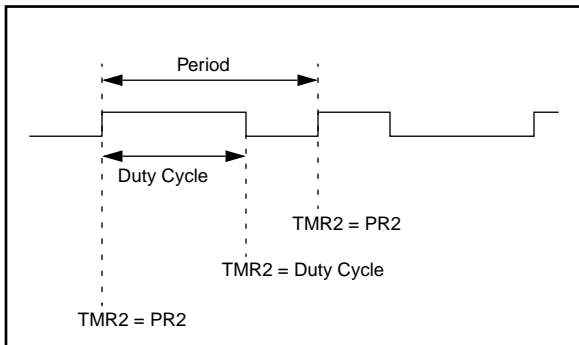 Period
Duty Cycle
TMR2 = PR2
TMR2 = Duty Cycle
TMR2 = PR2